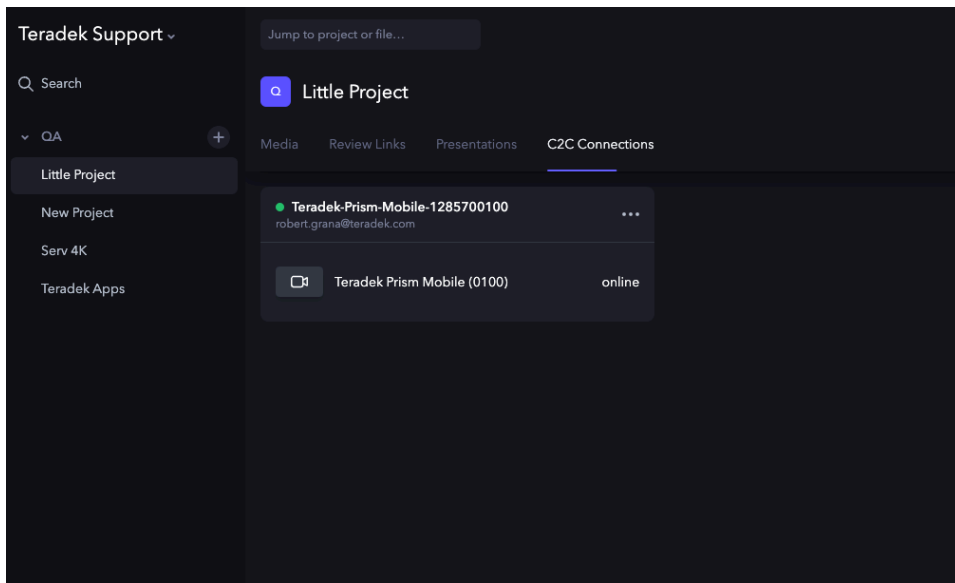 Teradek Support
Jump to project or file...
Search
Q
Little Project
QA
Media Review Links Presentations C2C Connections
Little Project
New Project
Serv 4K
Teradek Apps
Teradek-Prism-Mobile-1285700100
robert.grana@teradek.com
Teradek Prism Mobile (0100) online